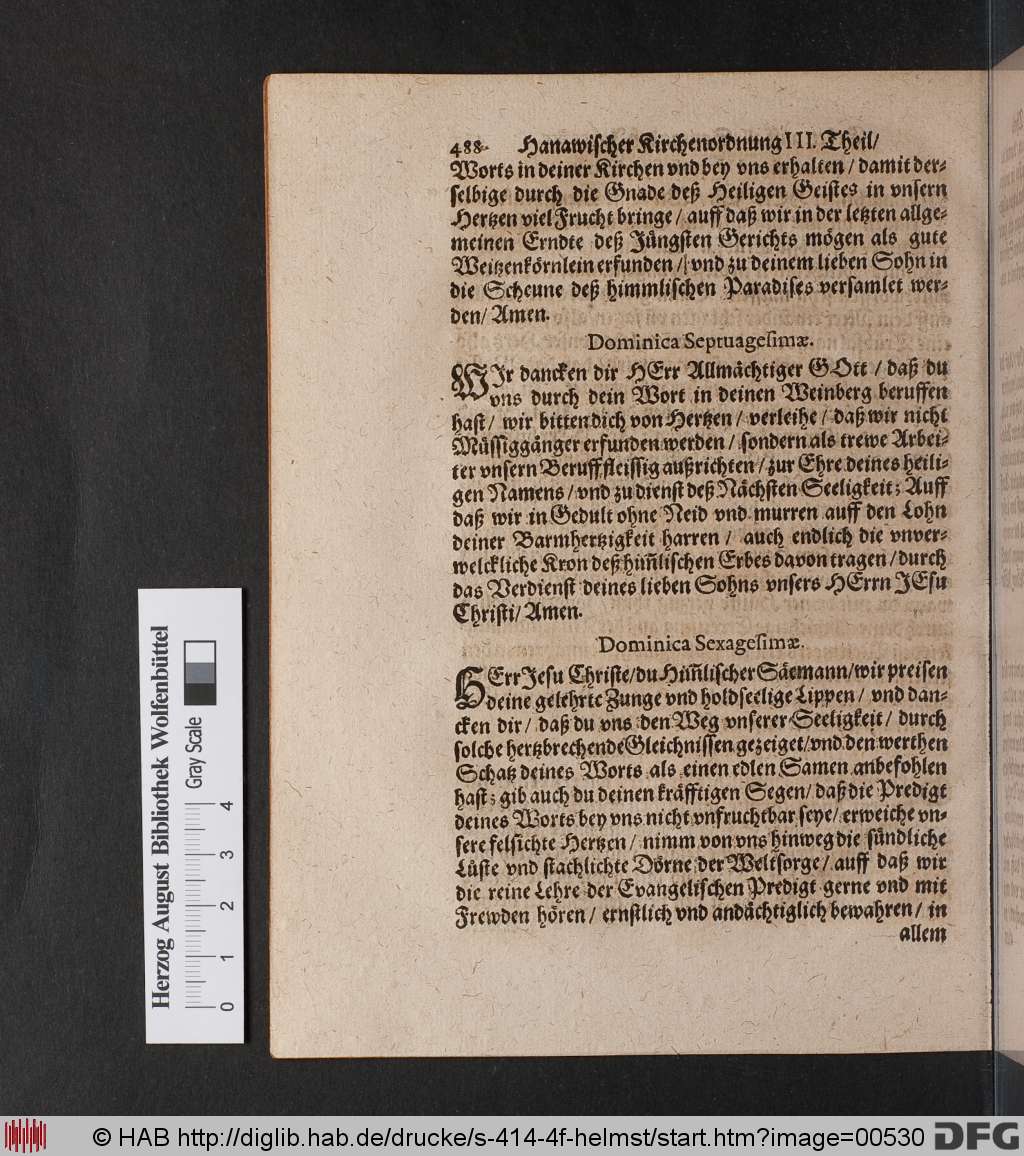 488 Hanawischer Kirchenordnung III. Theil/
Worts in deiner Kirchen vnd bey vns erhalten / damit der-
selbige durch die Gnade deß Heiligen Geistes in vnsern
Hertzen viel Frucht bringe / auff daß wir in der letzten allge-
meinen Erndte deß Jüngsten Gerichts mögen als gute
Weitzenkörnlein erfunden / vnd zu deinem lieben Sohn in
die Scheune deß himmlischen Paradises versamlet wer-
den / Amen.
Dominica Septuagesimæ.
WIr dancken dir HErr Allmächtiger GOtt / daß du
vns durch dein Wort in deinen Weinberg beruffen
hast / wir bitten dich von Hertzen / verleihe / daß wir nicht
Müssiggänger erfunden werden / sondern als trewe Arbei-
ter vnsern Beruff fleissig außrichten / zur Ehre deines heili-
gen Namens / vnd zu dienst deß Nächsten Seeligkeit; Auff
daß wir in Gedult ohne Neid vnd murren auff den Lohn
deiner Barmhertzigkeit harren / auch endlich die vnver-
welckliche Kron deß him̃lischen Erbes davon tragen / durch
das Verdienst deines lieben Sohns vnsers HErrn JEsu
Christi / Amen.
Dominica Sexagesimæ.
HErr Jesu Christe / du Him̃lischer Säemann / wir preisen
deine gelehrte Zunge vnd holdseelige Lippen / vnd dan-
cken dir / daß du vns den Weg vnserer Seeligkeit / durch
solche hertzbrechende Gleichnissen gezeiget / vnd den werthen
Schatz deines Worts als einen edlen Samen anbefohlen
hast; gib auch du deinen kräfftigen Segen / daß die Predigt
deines Worts bey vns nicht vnfruchtbar seye / erweiche vn-
sere felsichte Hertzen / nimm von vns hinweg die sündliche
Lüste vnd stachlichte Dörne der Weltsorge / auff daß wir
die reine Lehre der Evangelischen Predigt gerne vnd mit
Frewden hören / ernstlich vnd andächtiglich bewahren / in
allem
Herzog August Bibliothek Wolfenbüttel
Gray Scale
0 1 2 3 4
© HAB http://diglib.hab.de/drucke/s-414-4f-helmst/start.htm?image=00530
DFG